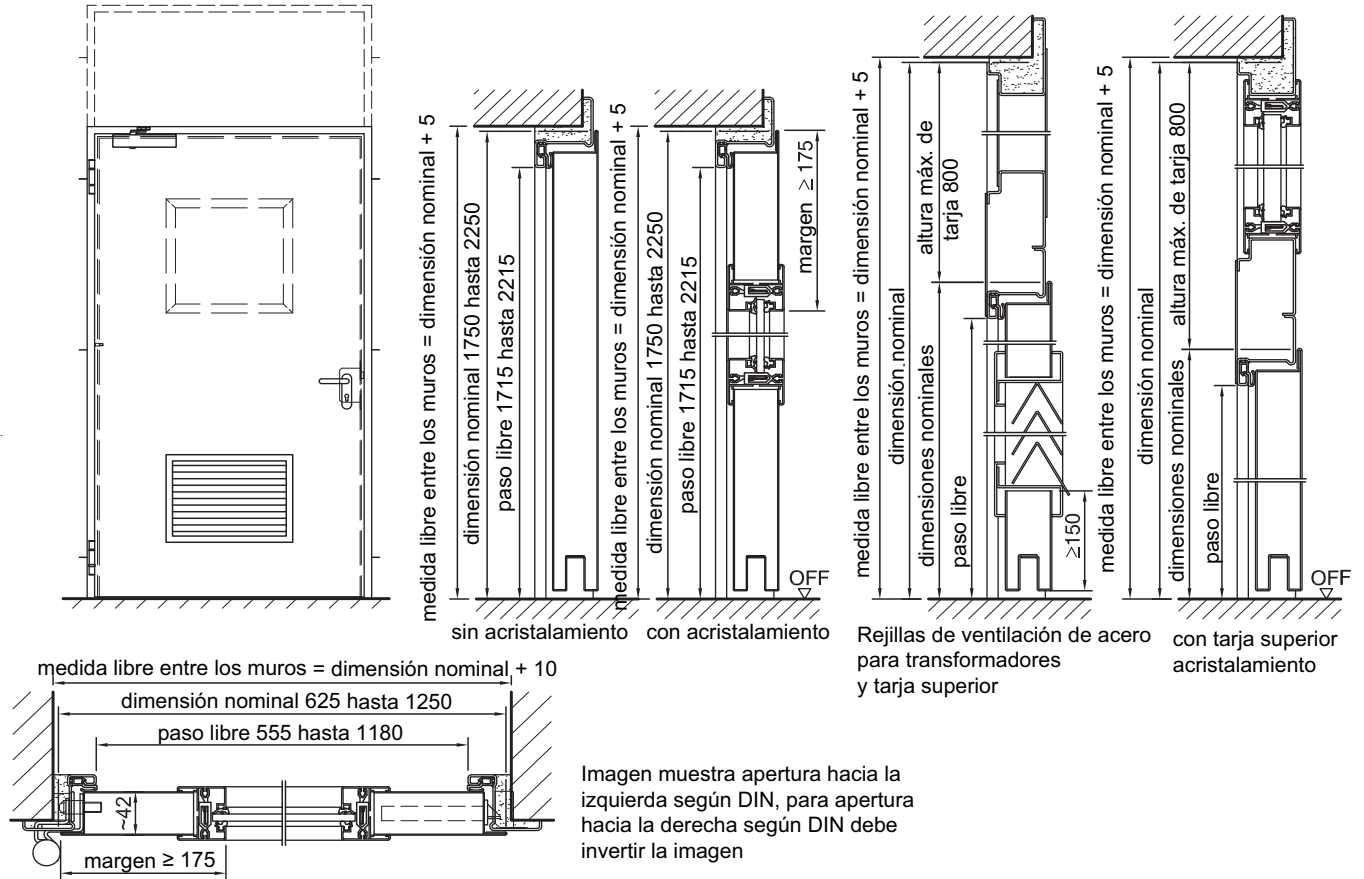 medida libre entre los muros = dimensión nominal + 5
dimensión nominal 1750 hasta 2250
paso libre 1715 hasta 2215
sin acristalamiento
medida libre entre los muros = dimensión nominal + 5
dimensión nominal 1750 hasta 2250
paso libre 1715 hasta 2215
margen ≥ 175
OFF
con acristalamiento
medida libre entre los muros = dimensión nominal + 5
dimensión nominal
dimensiones nominales
altura máx. de
tarja 800
paso libre
≥150
Rejillas de ventilación de acero
para transformadores
y tarja superior
medida libre entre los muros = dimensión nominal + 5
dimensión nominal
dimensiones nominales
altura máx. de tarja 800
paso libre
OFF
con tarja superior
acristalamiento
medida libre entre los muros = dimensión nominal + 10
dimensión nominal 625 hasta 1250
paso libre 555 hasta 1180
~42
margen ≥ 175
Imagen muestra apertura hacia la
izquierda según DIN, para apertura
hacia la derecha según DIN debe
invertir la imagen